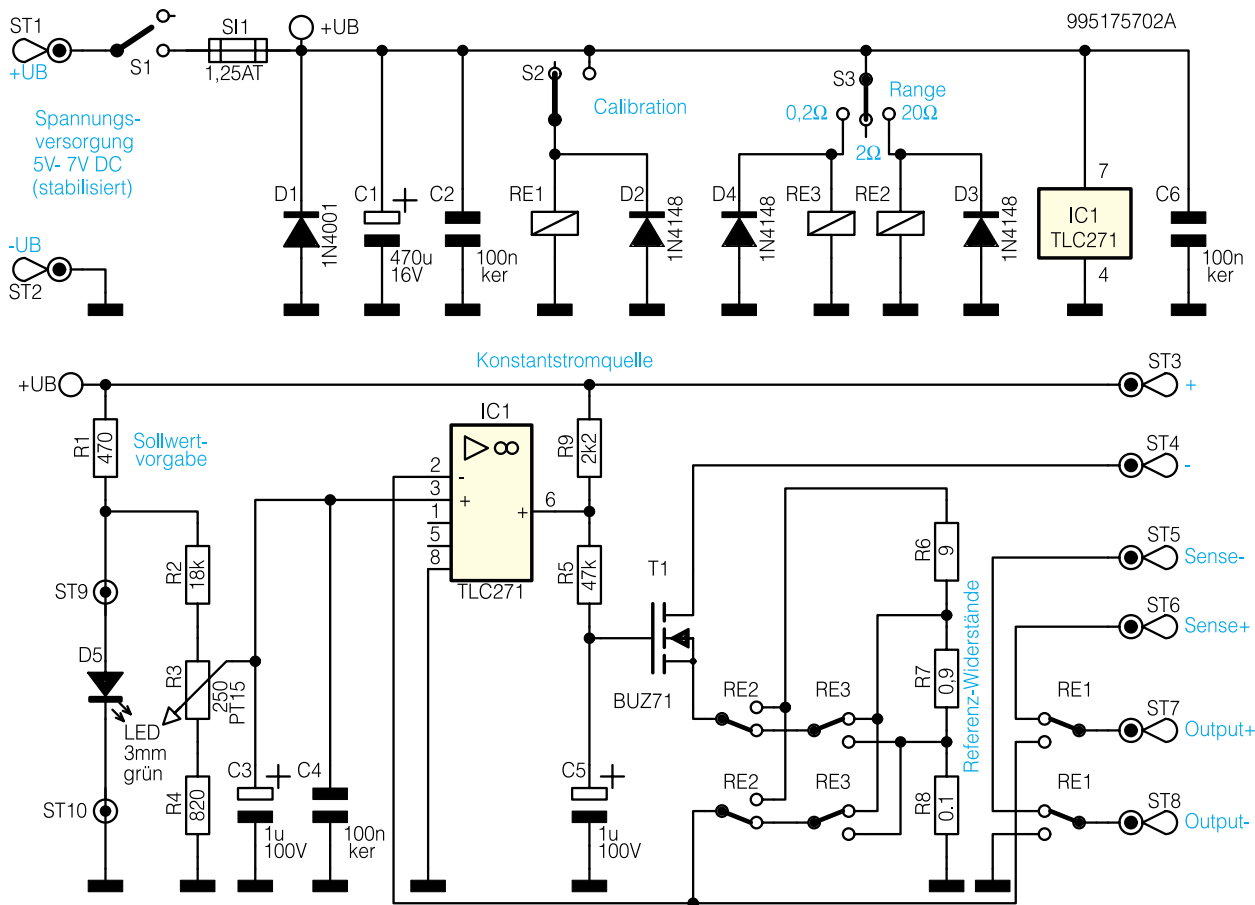 995175702A
ST1
+UB
S1
SI1
1,25AT
+UB
S2
Calibration
S3
Range
0,2Ω
20Ω
2Ω
Spannungs-
versorgung
5V- 7V DC
(stabilisiert)
-UB
ST2
D1
1N4001
C1
+
470u
16V
C2
100n
ker
RE1
D2
1N4148
D4
1N4148
RE3
RE2
D3
1N4148
7
IC1
TLC271
4
C6
100n
ker
Konstantstromquelle
+UB
ST3
+
R1
470
Sollwert-
vorgabe
IC1
2
-
3
+
1
5
8
6
+
TLC271
R9
2k2
R5
47k
ST4
-
ST5
Sense-
ST6
Sense+
ST7
Output+
ST8
Output-
R2
18k
ST9
D5
LED
3mm
grün
ST10
R3
250
PT15
R4
820
C3
+
1u
100V
C4
100n
ker
C5
+
1u
100V
T1
BUZ71
RE2
RE3
RE2
RE3
R6
9
R7
0,9
R8
0.1
Referenz-Widerstände
RE1
RE1